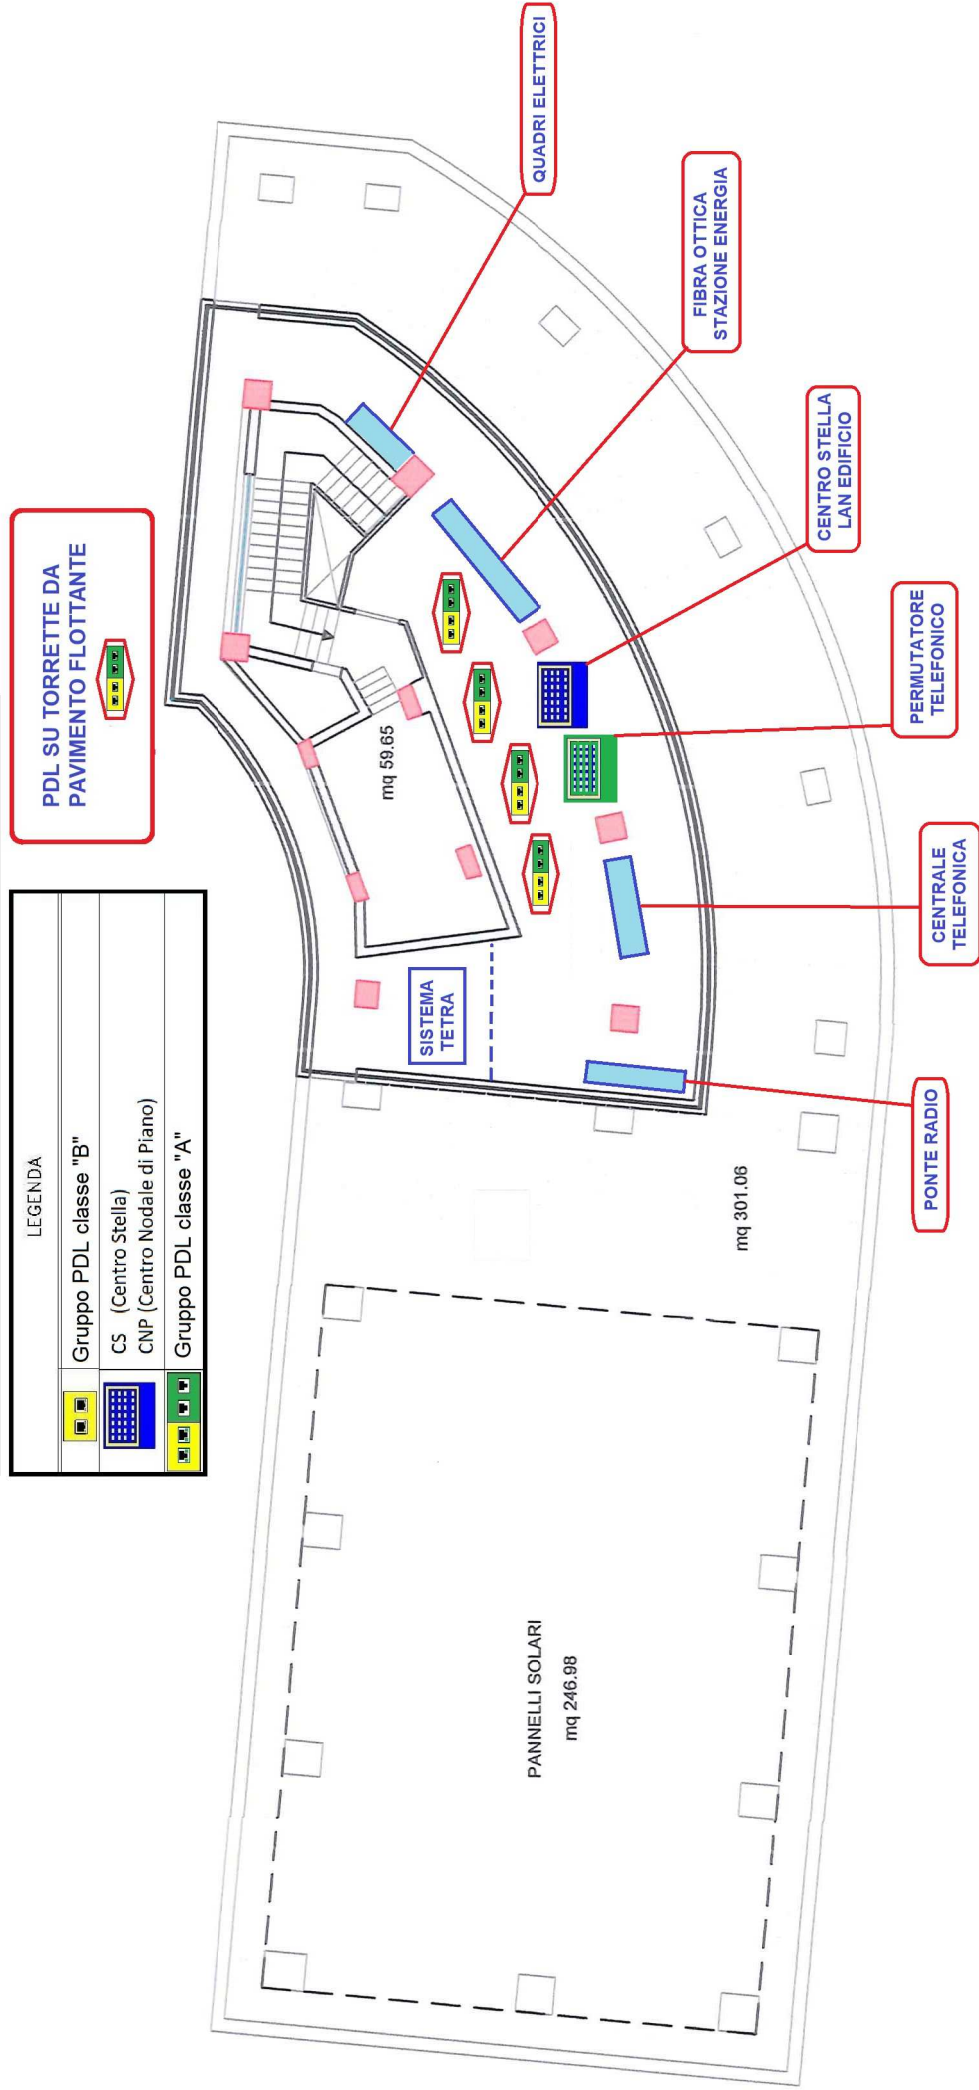 LEGENDA
Gruppo PDL classe "B"
CS (Centro Stella)
CNP (Centro Nodale di Piano)
Gruppo PDL classe "A"
PDL SU TORRETTE DA
PAVIMENTO FLOTTANTE
QUADRI ELETTRICI
FIBRA OTTICA
STAZIONE ENERGIA
CENTRO STELLA
LAN EDIFICIO
PERMUTATORE
TELEFONICO
CENTRALE
TELEFONICA
PONTE RADIO
SISTEMA
TETRA
mq 59.65
mq 301.06
PANNELLI SOLARI
mq 246.98